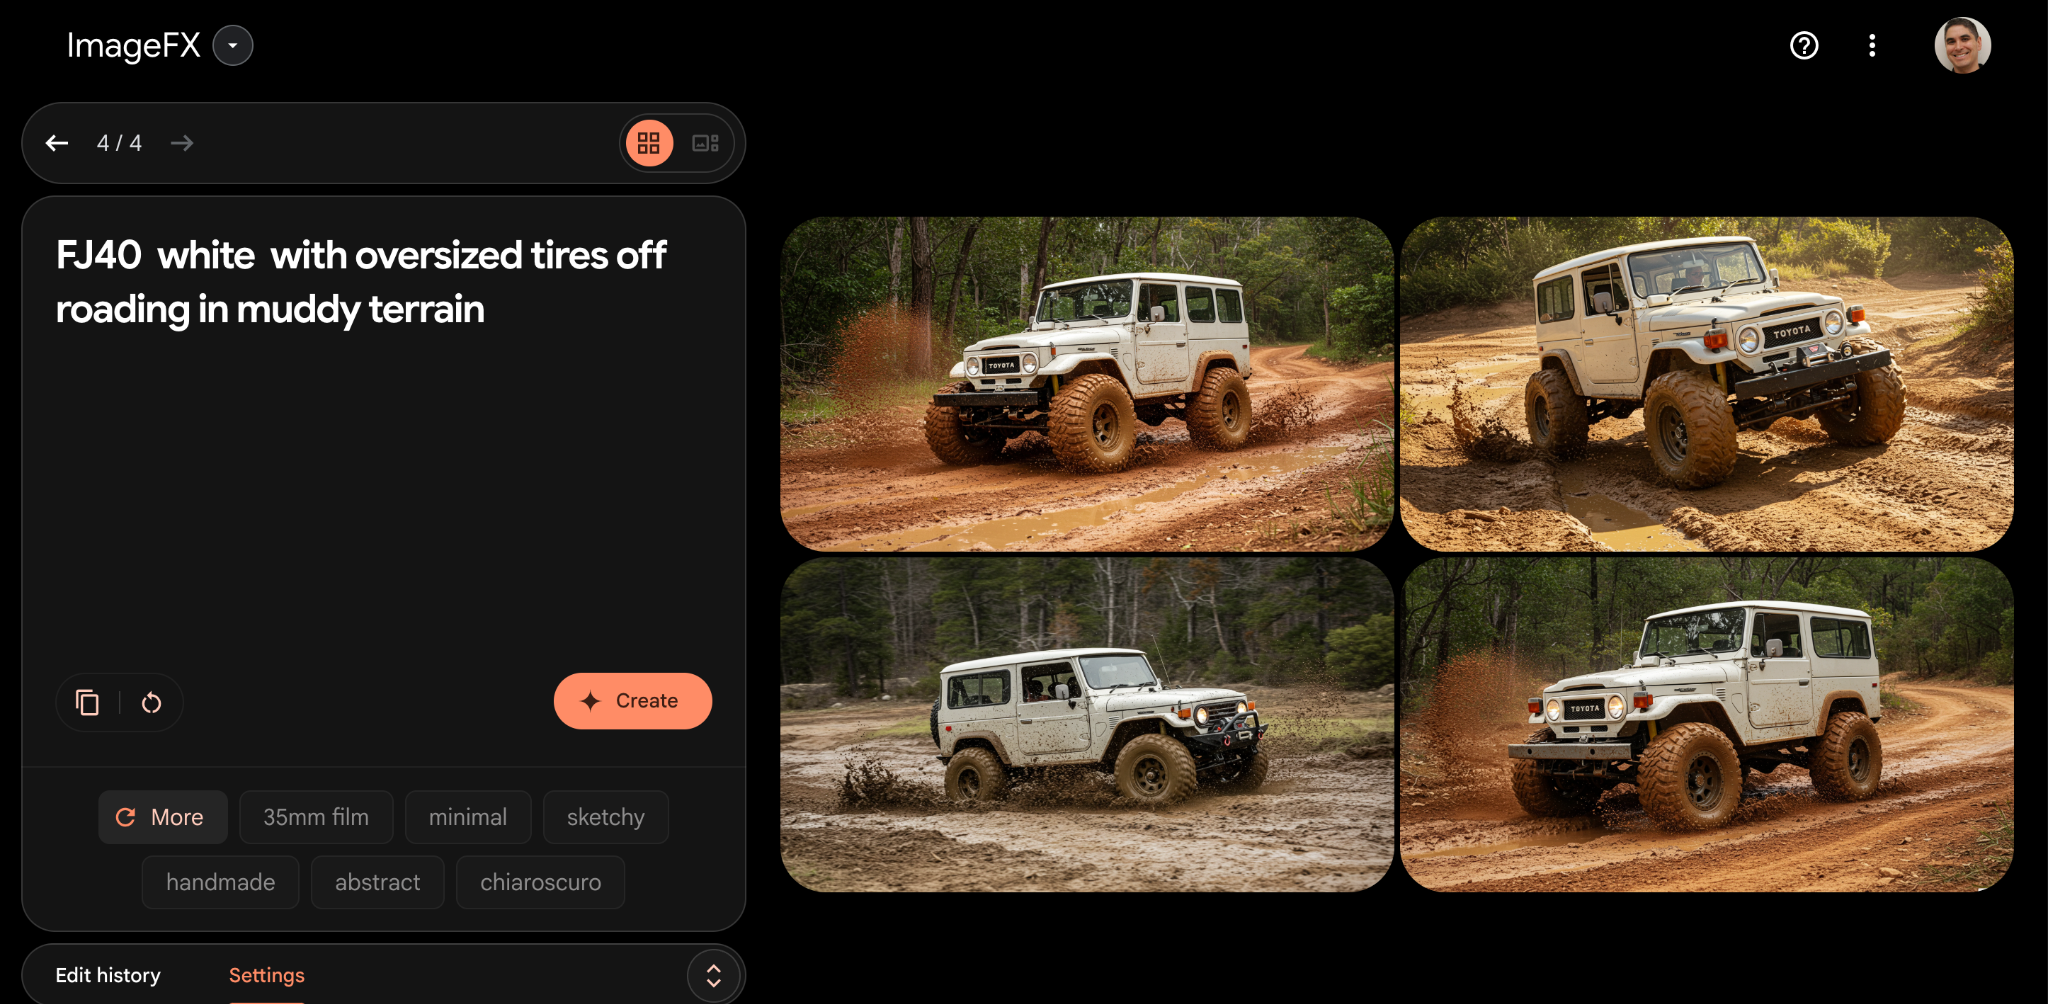 ImageFX
4 / 4
FJ40  white  with oversized tires off
roading in muddy terrain
Create
More
35mm film
minimal
sketchy
handmade
abstract
chiaroscuro
Edit history
Settings
TOYOTA
TOYOTA
TOYOTA